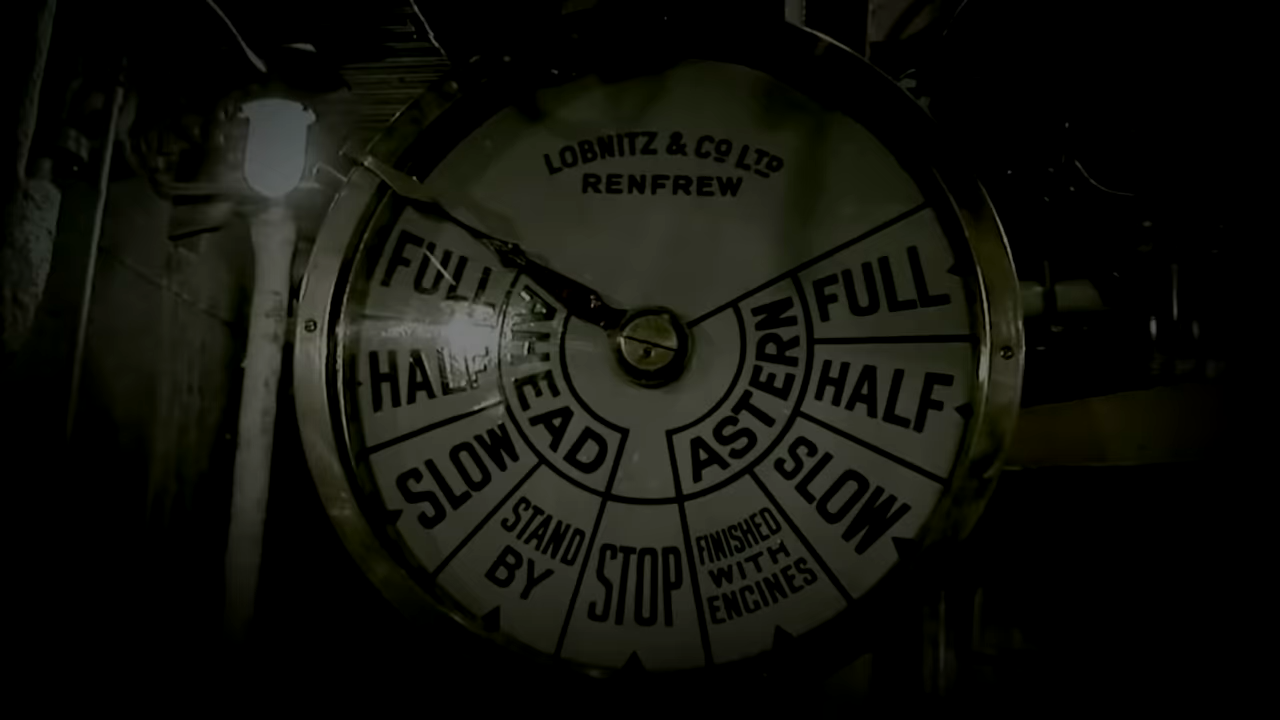 LOBNITZ & Co LTD
RENFREW
FULL
HALF
SLOW
AHEAD
STAND
BY
STOP
FINISHED
WITH
ENGINES
ASTERN
SLOW
HALF
FULL